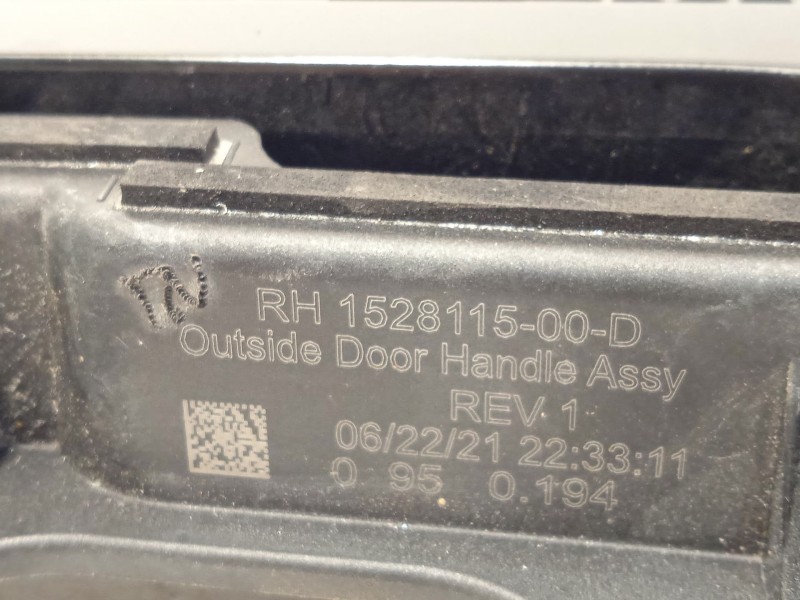 RH 1528115-00-D
Outside Door Handle Assy
REV 1
06/22/21 22:33:11
0 95 0.194